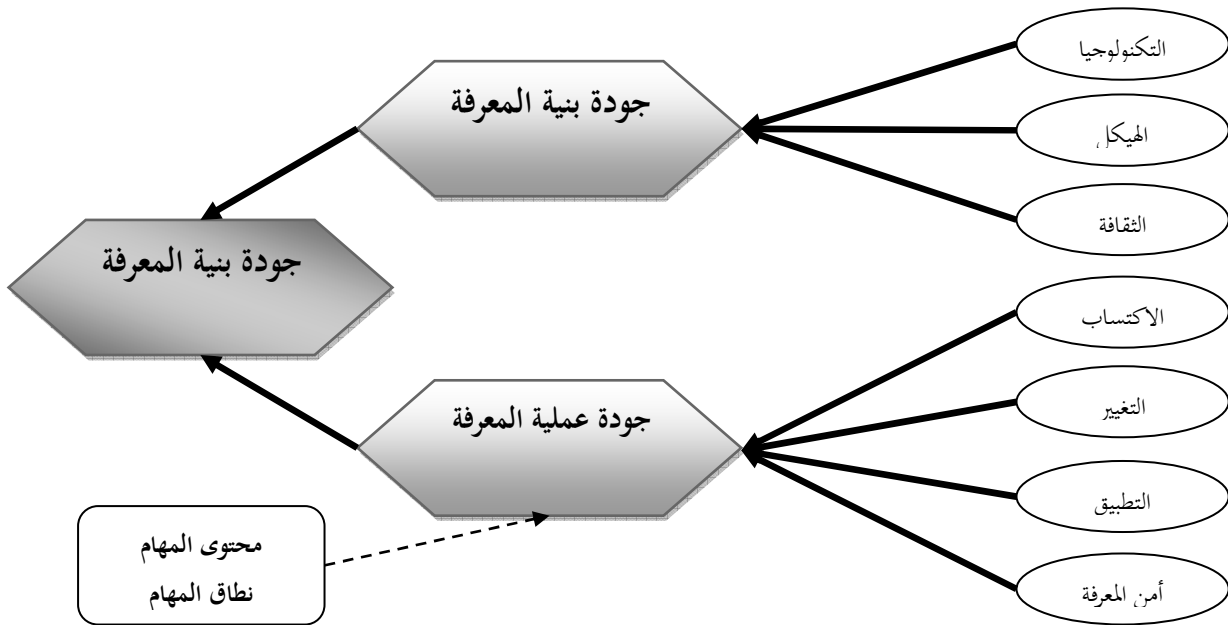 التكنولوجيا
جودة بنية المعرفة
الهيكل
الثقافة
جودة بنية المعرفة
الاكتساب
التغيير
جودة عملية المعرفة
التطبيق
محتوى المهام
نطاق المهام
أمن المعرفة